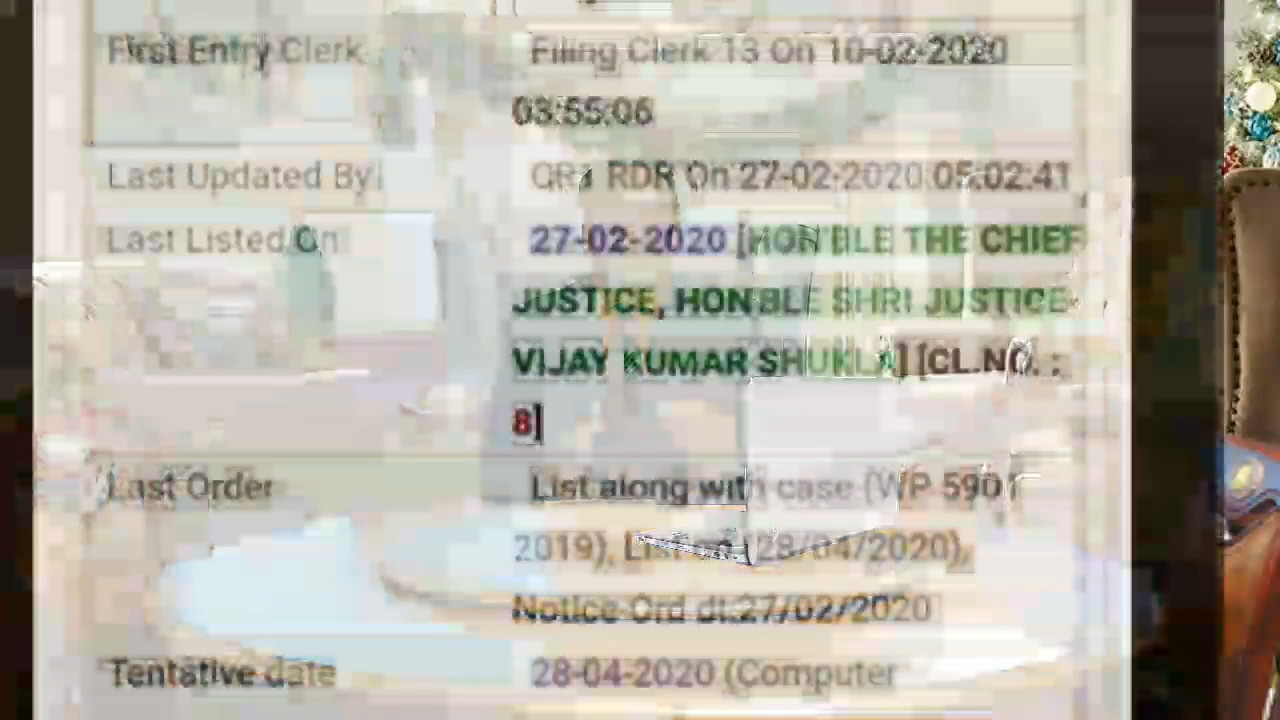 First Entry Clerk Filing Clerk 13 On 10-02-2020
03:55:06
Last Updated By RDR On 27-02-2020 05:02:41
Last Listed On 27-02-2020 [HON'BLE THE CHIEF
JUSTICE, HON'BLE SHRI JUSTICE
VIJAY KUMAR SHUKLA] [CL.NO. :
8]
Last Order List along with case (WP
2019), (28/04/2020),
Notice Ord dt.27/02/2020
Tentative date 28-04-2020 (Computer